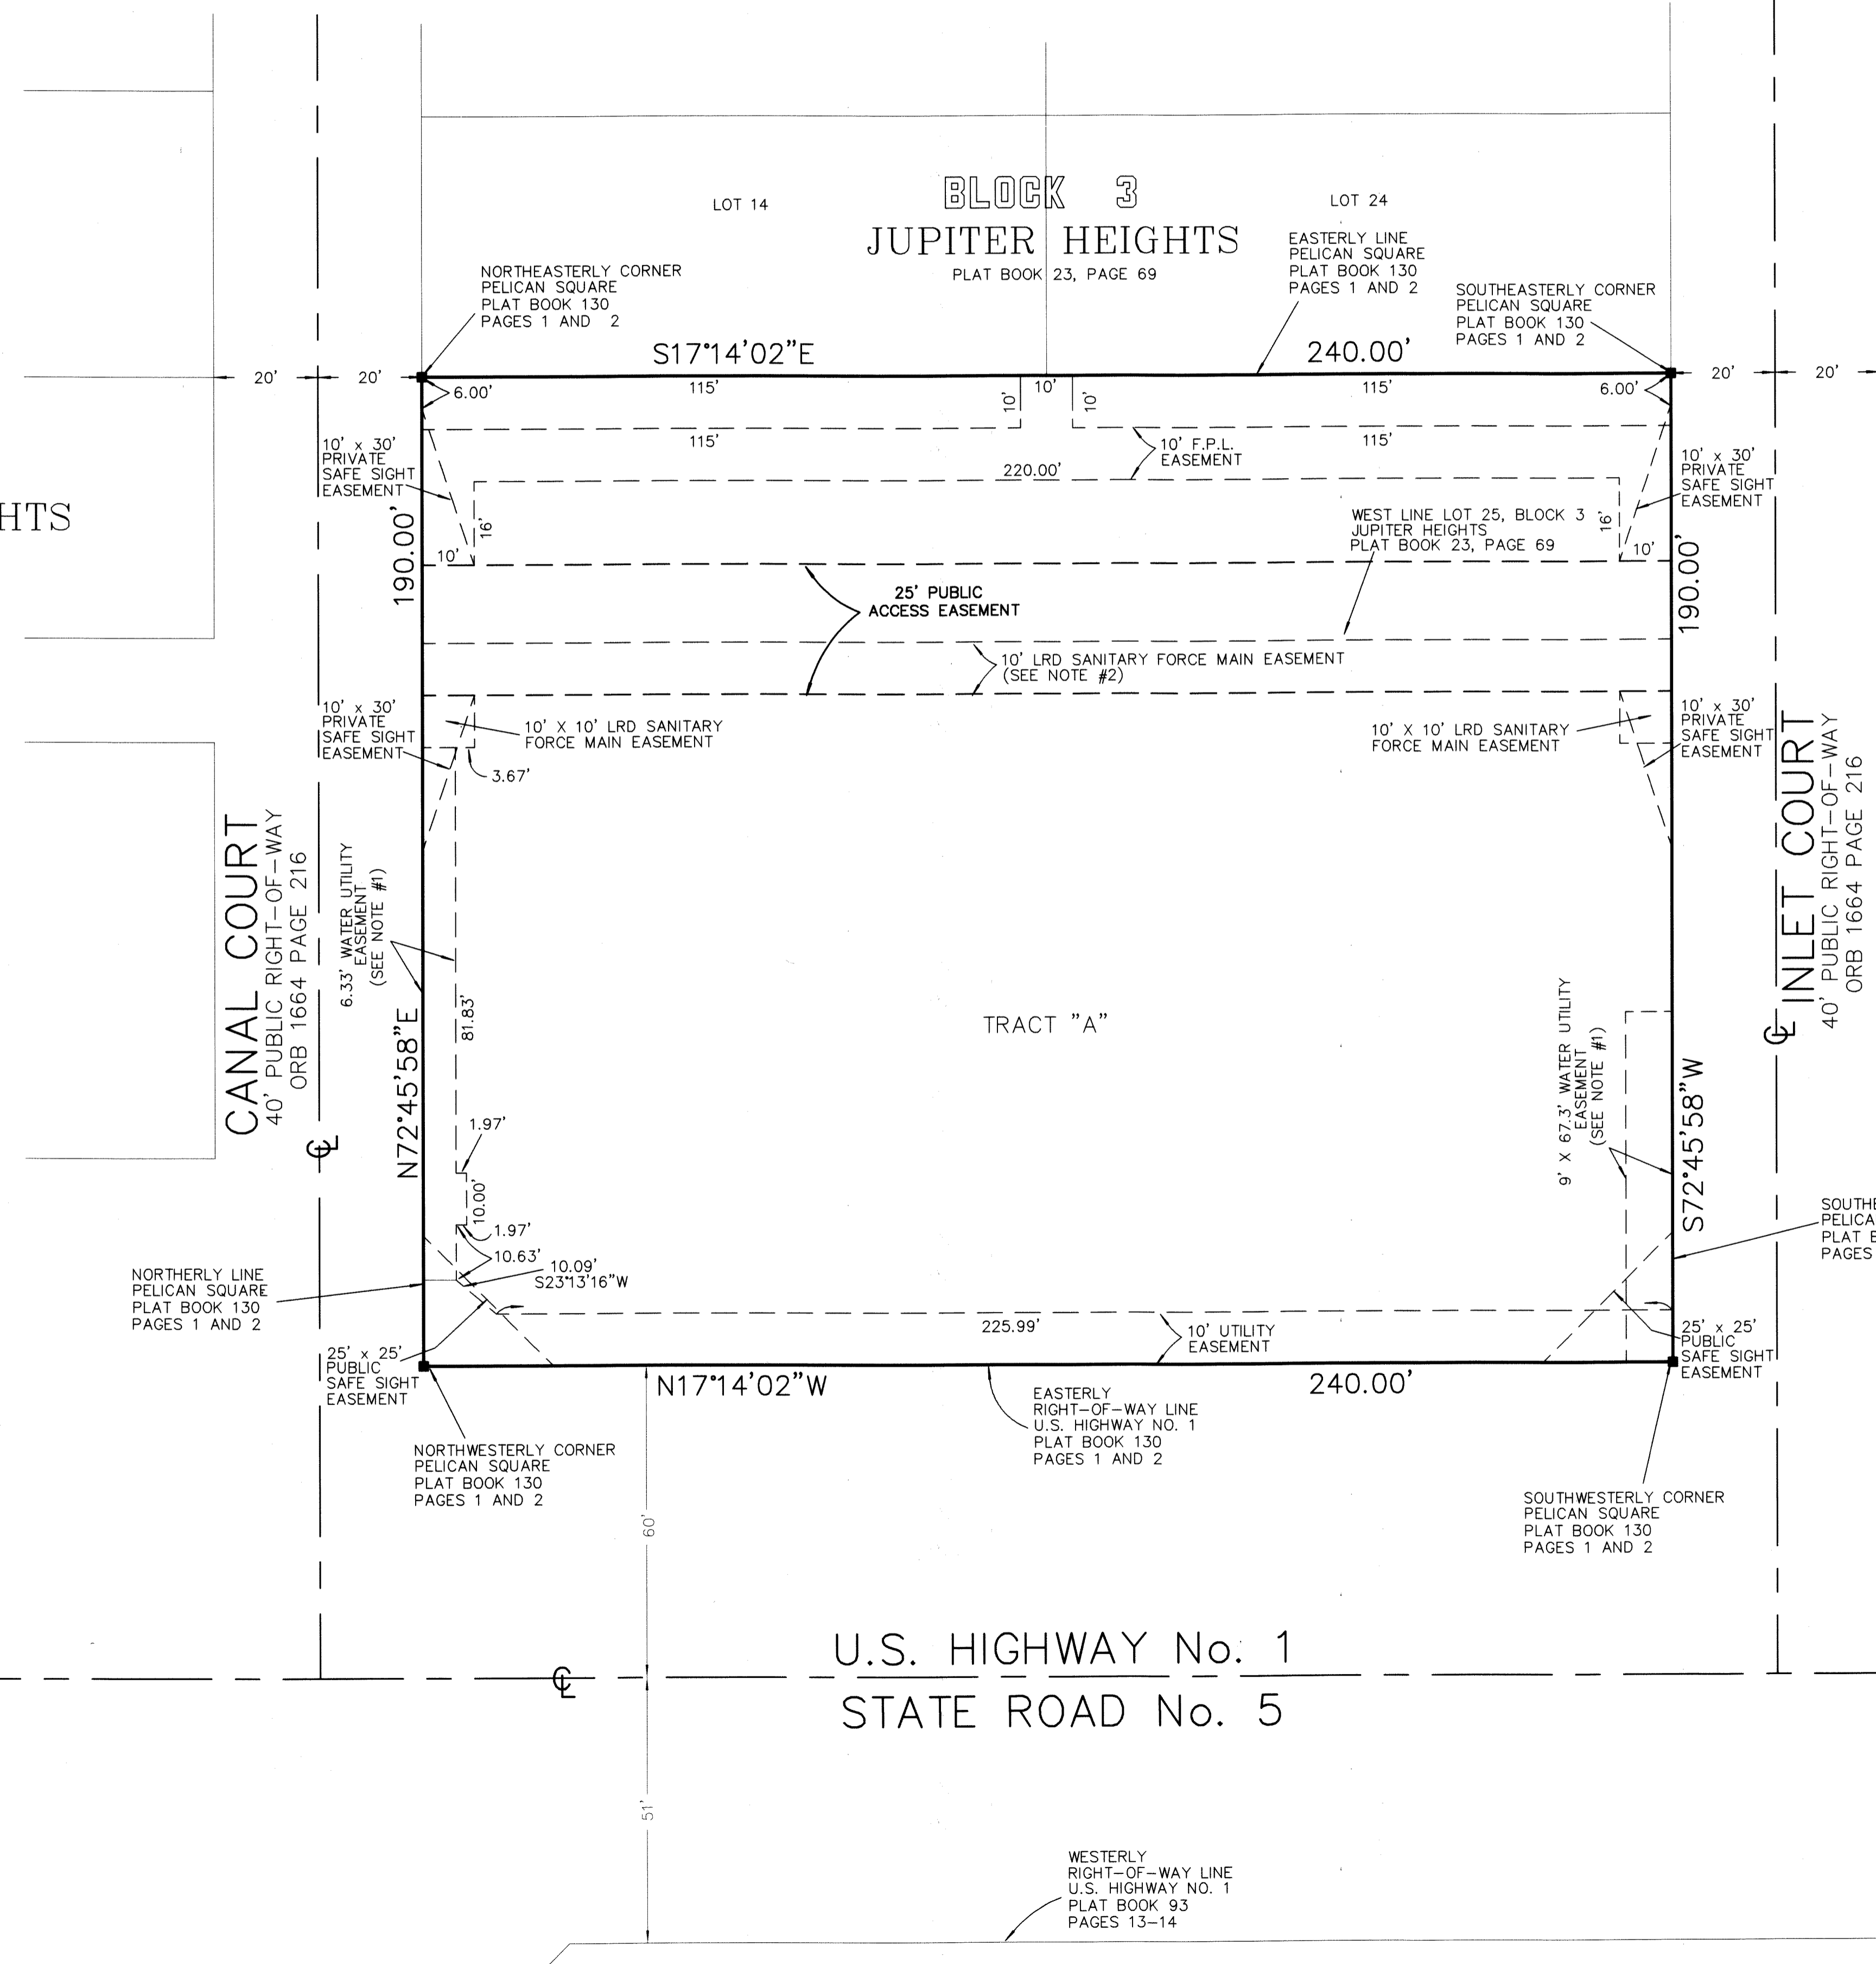 BLOCK 3
LOT 14
LOT 24
JUPITER HEIGHTS
PLAT BOOK 23, PAGE 69
EASTERLY LINE
PELICAN SQUARE
PLAT BOOK 130
PAGES 1 AND 2
NORTHEASTERLY CORNER
PELICAN SQUARE
PLAT BOOK 130
PAGES 1 AND 2
SOUTHEASTERLY CORNER
PELICAN SQUARE
PLAT BOOK 130
PAGES 1 AND 2
S17°14'02"E
240.00'
20'
20'
20'
20'
6.00'
115'
10'
115'
6.00'
10'
10'
115'
115'
10' F.P.L.
EASEMENT
10' x 30'
PRIVATE
SAFE SIGHT
EASEMENT
10' x 30'
PRIVATE
SAFE SIGHT
EASEMENT
220.00'
HTS
16'
16'
WEST LINE LOT 25, BLOCK 3
JUPITER HEIGHTS
PLAT BOOK 23, PAGE 69
10'
10'
190.00'
190.00'
25' PUBLIC
ACCESS EASEMENT
10' LRD SANITARY FORCE MAIN EASEMENT
(SEE NOTE #2)
10' x 30'
PRIVATE
SAFE SIGHT
EASEMENT
10' X 10' LRD SANITARY
FORCE MAIN EASEMENT
3.67'
10' X 10' LRD SANITARY
FORCE MAIN EASEMENT
10' x 30'
PRIVATE
SAFE SIGHT
EASEMENT
CANAL COURT
40' PUBLIC RIGHT-OF-WAY
ORB 1664 PAGE 216
6.33' WATER UTILITY
EASEMENT
(SEE NOTE #1)
N72°45'58"E
81.83'
TRACT "A"
9' X 67.3' WATER UTILITY
EASEMENT
(SEE NOTE #1)
S72°45'58"W
INLET COURT
40' PUBLIC RIGHT-OF-WAY
ORB 1664 PAGE 216
CL
CL
1.97'
10.00'
1.97'
10.63'
10.09'
S23°13'16"W
SOUTHE
PELICA
PLAT B
PAGES
NORTHERLY LINE
PELICAN SQUARE
PLAT BOOK 130
PAGES 1 AND 2
225.99'
10' UTILITY
EASEMENT
25' x 25'
PUBLIC
SAFE SIGHT
EASEMENT
25' x 25'
PUBLIC
SAFE SIGHT
EASEMENT
N17°14'02"W
240.00'
EASTERLY
RIGHT-OF-WAY LINE
U.S. HIGHWAY NO. 1
PLAT BOOK 130
PAGES 1 AND 2
NORTHWESTERLY CORNER
PELICAN SQUARE
PLAT BOOK 130
PAGES 1 AND 2
SOUTHWESTERLY CORNER
PELICAN SQUARE
PLAT BOOK 130
PAGES 1 AND 2
60'
U.S. HIGHWAY No. 1
CL
STATE ROAD No. 5
51'
WESTERLY
RIGHT-OF-WAY LINE
U.S. HIGHWAY NO. 1
PLAT BOOK 93
PAGES 13-14